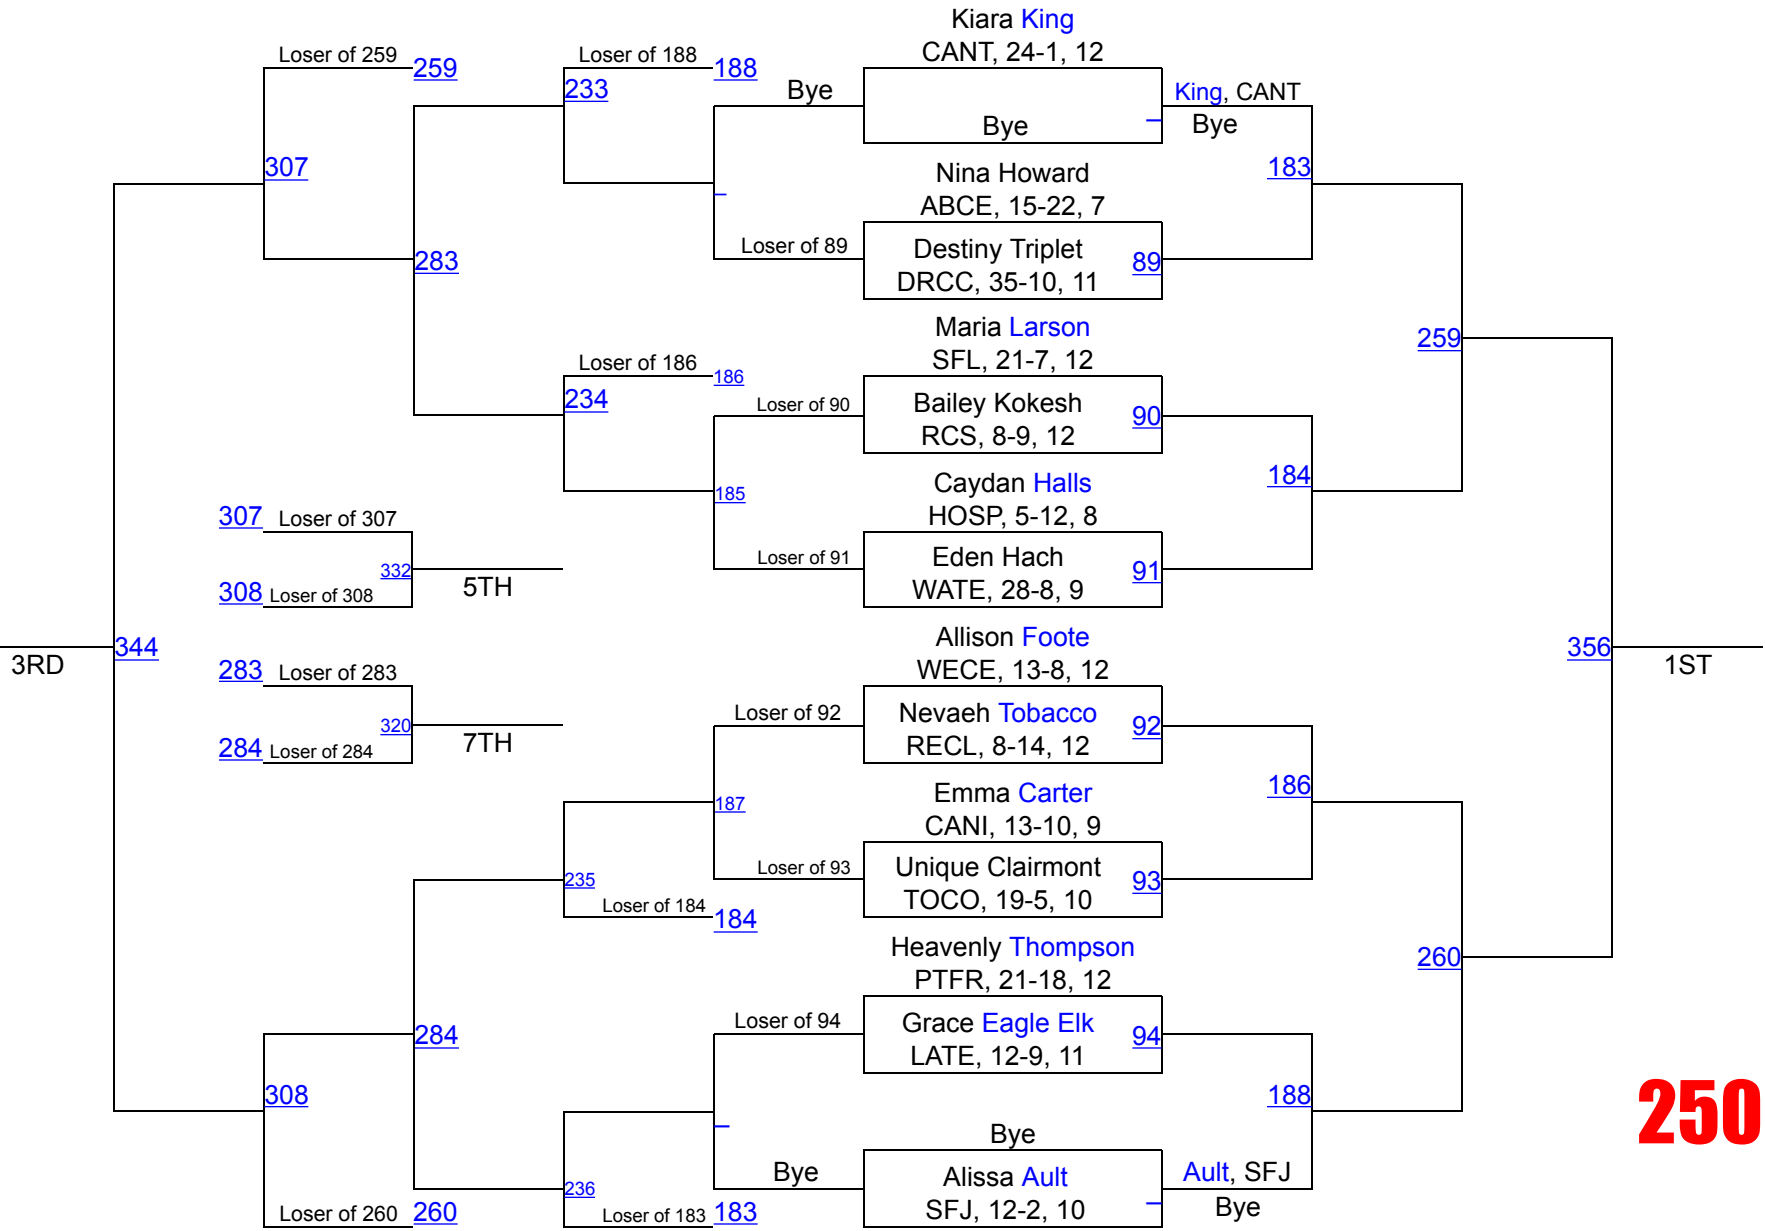 Kiara King
CANT, 24-1, 12
Loser of 259
259
Loser of 188
188
233
Bye
King, CANT
Bye
Bye
307
Nina Howard
ABCE, 15-22, 7
183
283
Loser of 89
Destiny Triplet
DRCC, 35-10, 11
89
Maria Larson
SFL, 21-7, 12
259
Loser of 186
186
234
Loser of 90
Bailey Kokesh
RCS, 8-9, 12
90
185
Caydan Halls
HOSP, 5-12, 8
184
307
Loser of 307
332
5TH
308
Loser of 308
Loser of 91
Eden Hach
WATE, 28-8, 9
91
3RD
344
Allison Foote
WECE, 13-8, 12
356
1ST
283
Loser of 283
320
7TH
284
Loser of 284
Loser of 92
Nevaeh Tobacco
RECL, 8-14, 12
92
187
Emma Carter
CANI, 13-10, 9
186
235
Loser of 93
Unique Clairmont
TOCO, 19-5, 10
93
Loser of 184
184
Heavenly Thompson
PTFR, 21-18, 12
260
284
Loser of 94
Grace Eagle Elk
LATE, 12-9, 11
94
308
188
250
Bye
236
Bye
Alissa Ault
SFJ, 12-2, 10
Ault, SFJ
Bye
Loser of 260
260
Loser of 183
183